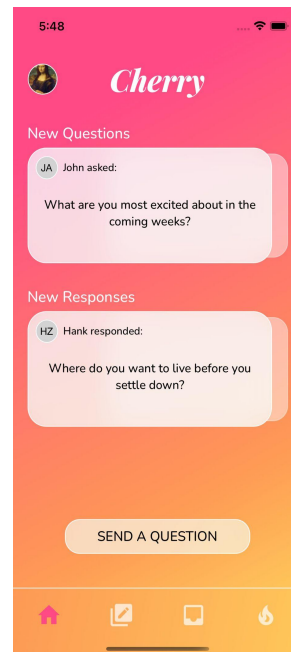 5:48
Cherry
New Questions
JA John asked:
What are you most excited about in the
coming weeks?
New Responses
HZ Hank responded:
Where do you want to live before you
settle down?
SEND A QUESTION